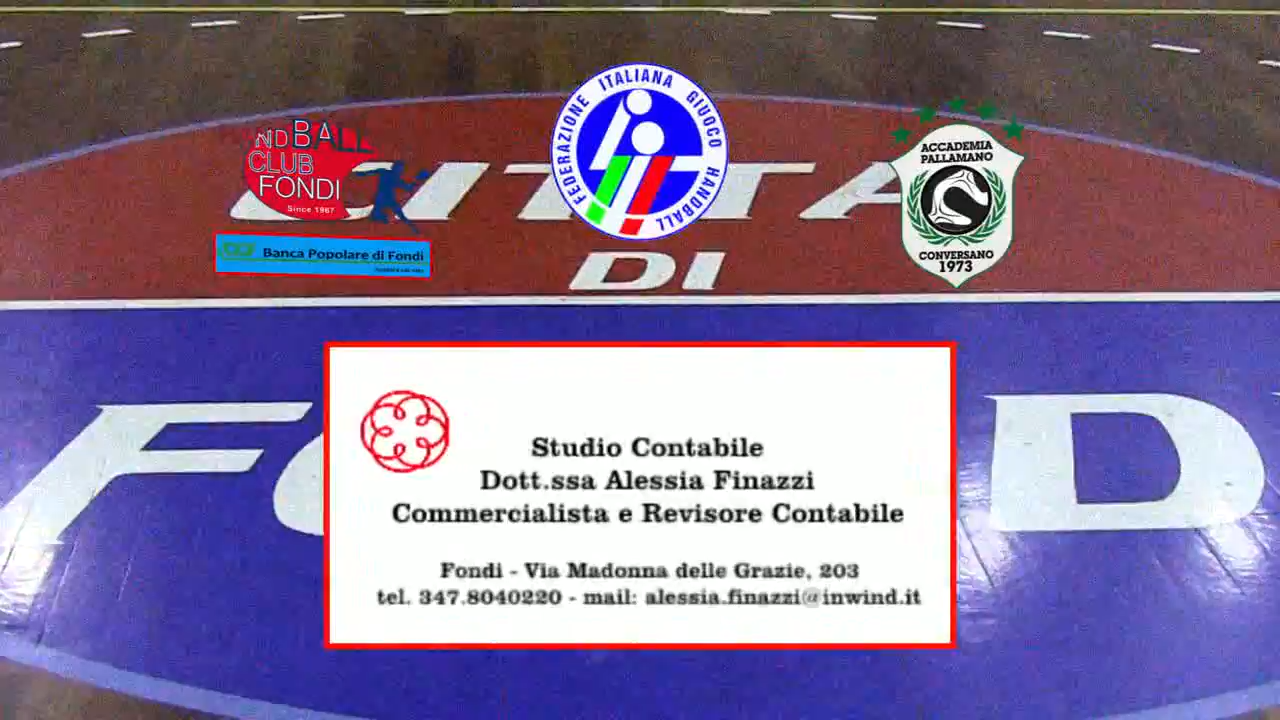 FEDERAZIONE ITALIANA GIUOCO HANDBALL
NDBALL
CLUB
FONDI
Since 1967
Banca Popolare di Fondi
ACCADEMIA
PALLAMANO
CONVERSANO
1973
CITTA
DI
FO D
Studio Contabile
Dott.ssa Alessia Finazzi
Commercialista e Revisore Contabile
Fondi - Via Madonna delle Grazie, 203
tel. 347.8040220 - mail: alessia.finazzi@inwind.it